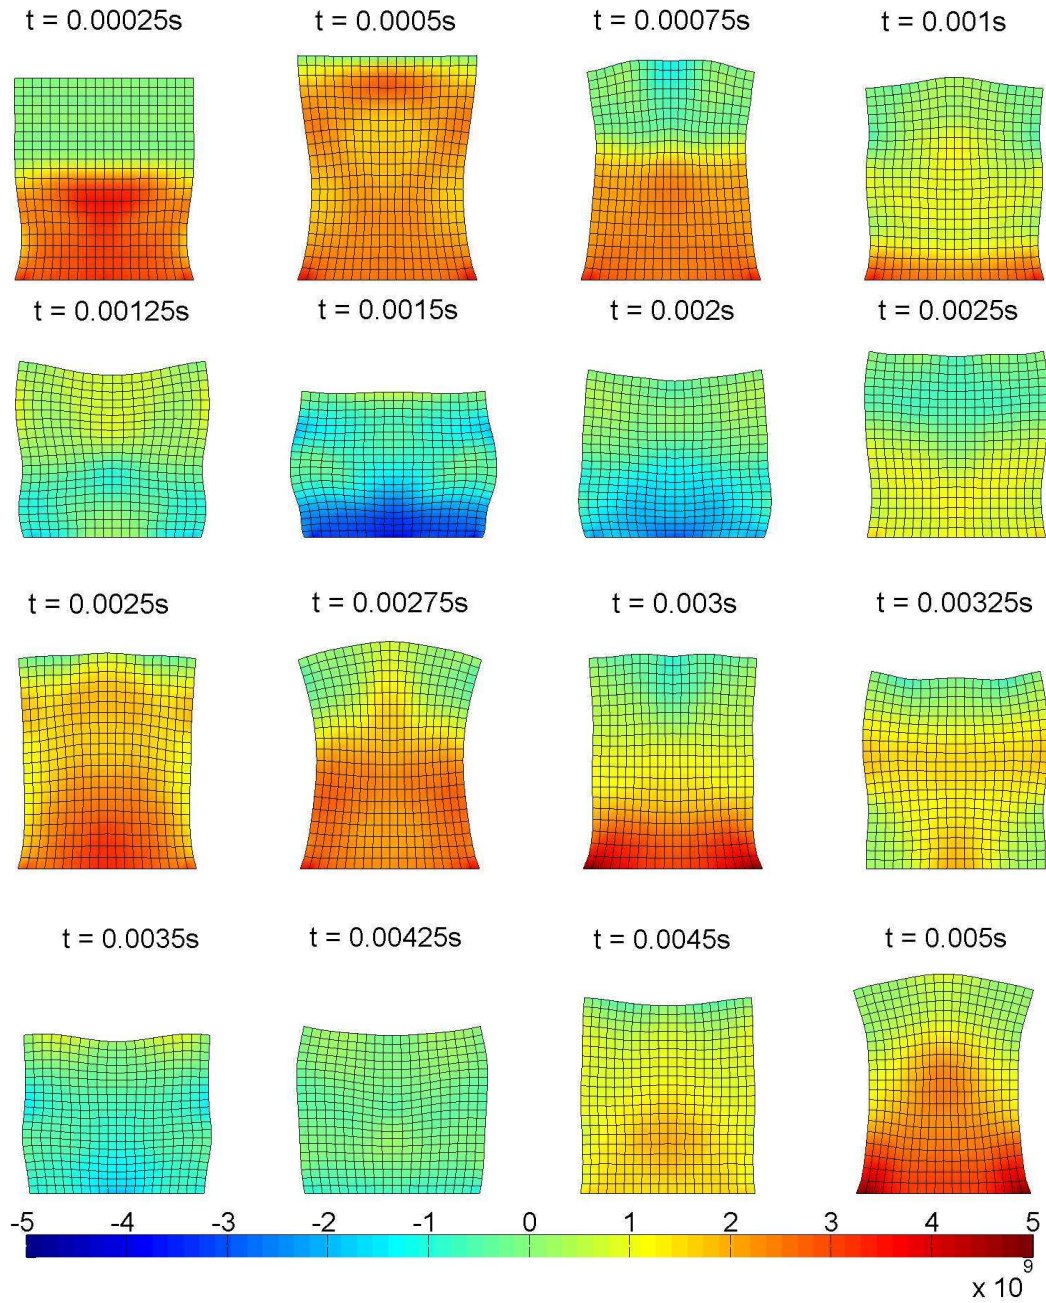 t = 0.00025s t = 0.0005s t = 0.00075s t = 0.001s
t = 0.00125s t = 0.0015s t = 0.002s t = 0.0025s
t = 0.0025s t = 0.00275s t = 0.003s t = 0.00325s
t = 0.0035s t = 0.00425s t = 0.0045s t = 0.005s
-5 -4 -3 -2 -1 0 1 2 3 4 5
x 10 9